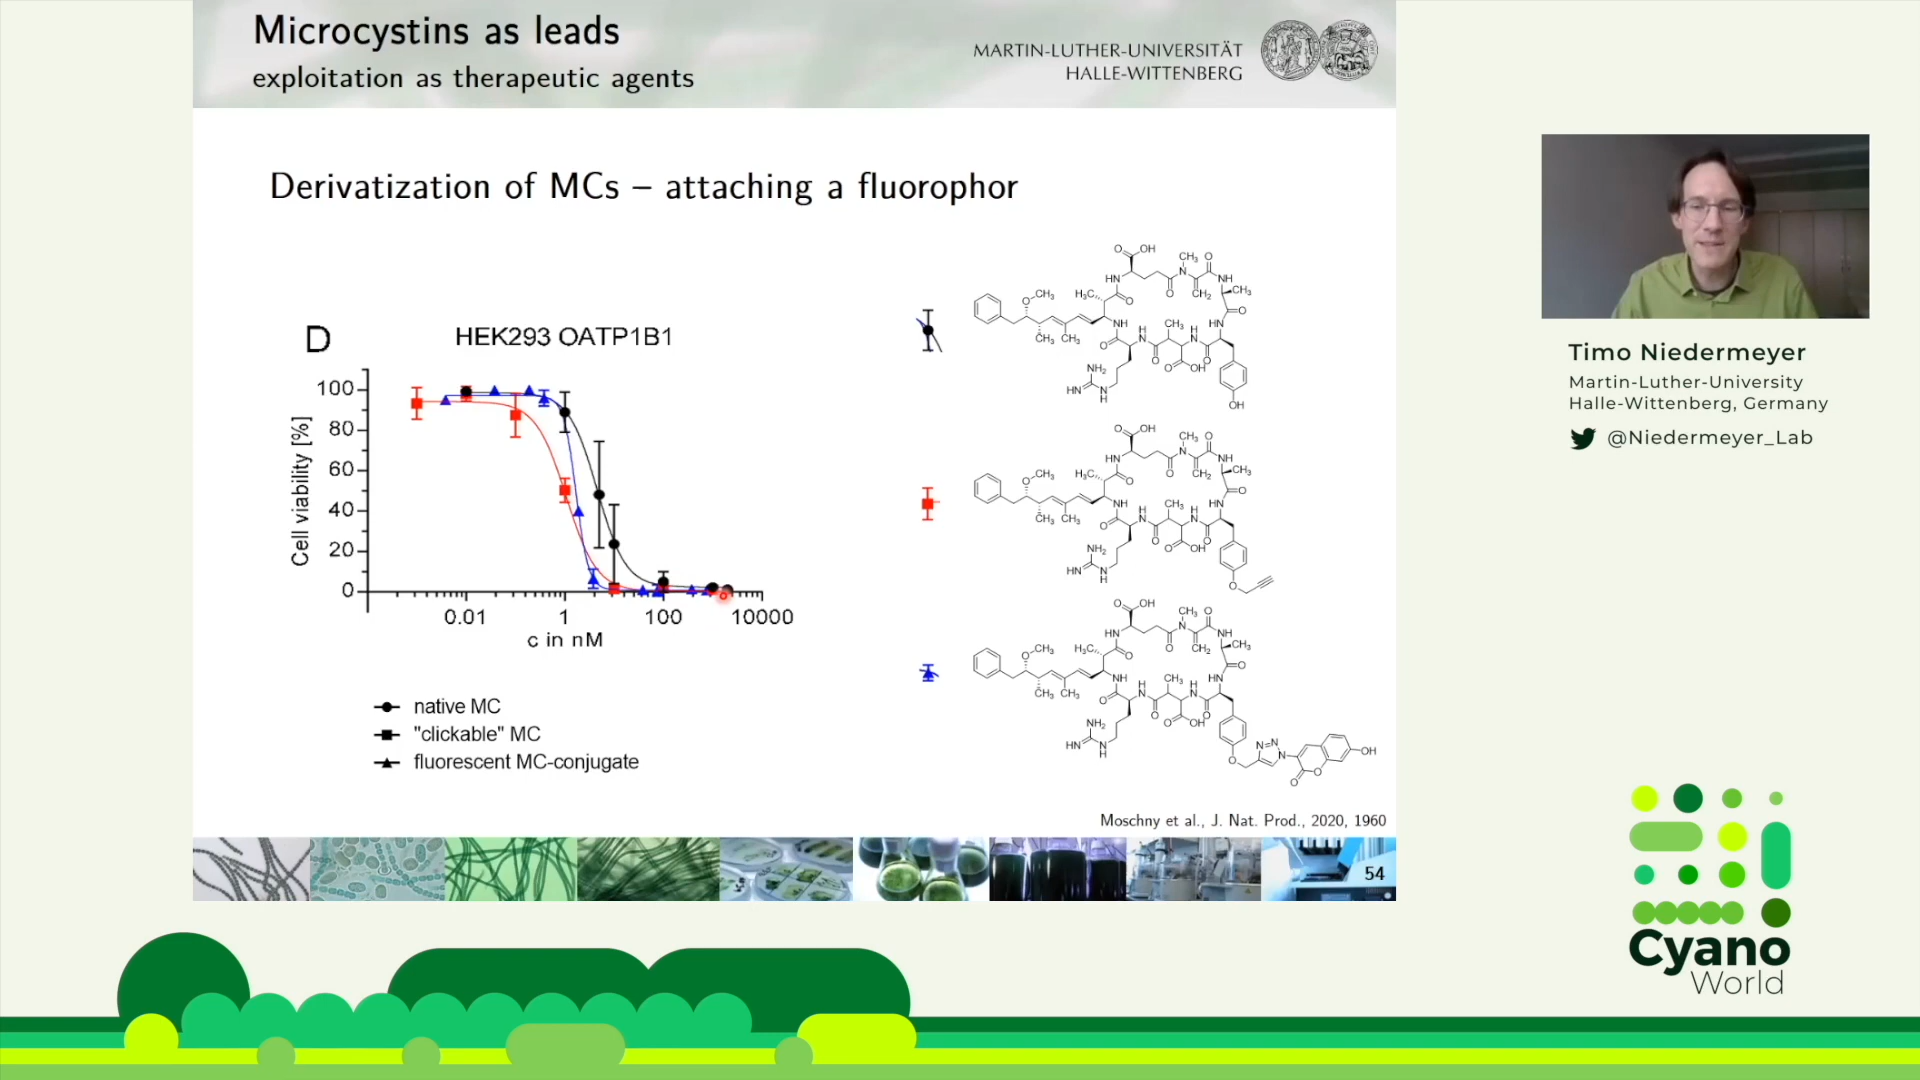 Microcystins as leads
exploitation as therapeutic agents
MARTIN-LUTHER-UNIVERSITÄT
HALLE-WITTENBERG
Derivatization of MCs – attaching a fluorophor
D
HEK293 OATP1B1
Cell viability [%]
100
80
60
40
20
0
0.01
1
100
10000
c in nM
native MC
"clickable" MC
fluorescent MC-conjugate
Moschny et al., J. Nat. Prod., 2020, 1960
54
Timo Niedermeyer
Martin-Luther-University
Halle-Wittenberg, Germany
@Niedermeyer_Lab
Cyano
World